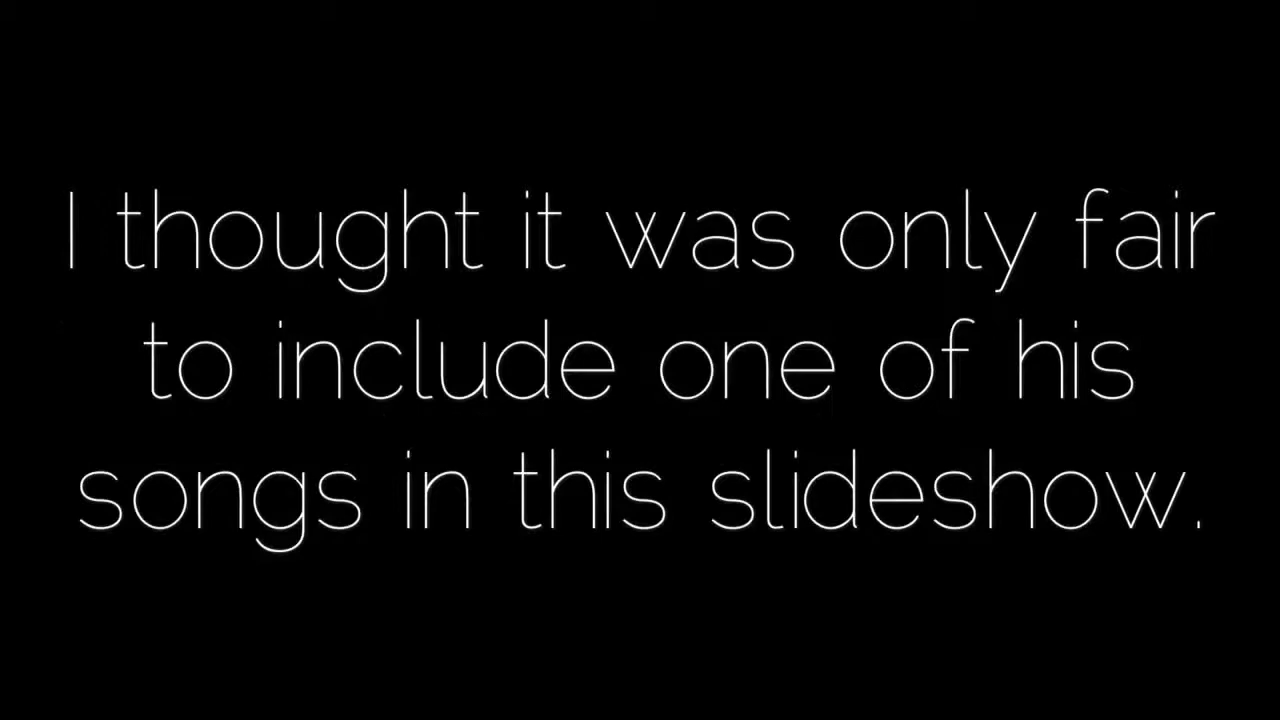 I thought it was only fair
to include one of his
songs in this slideshow.